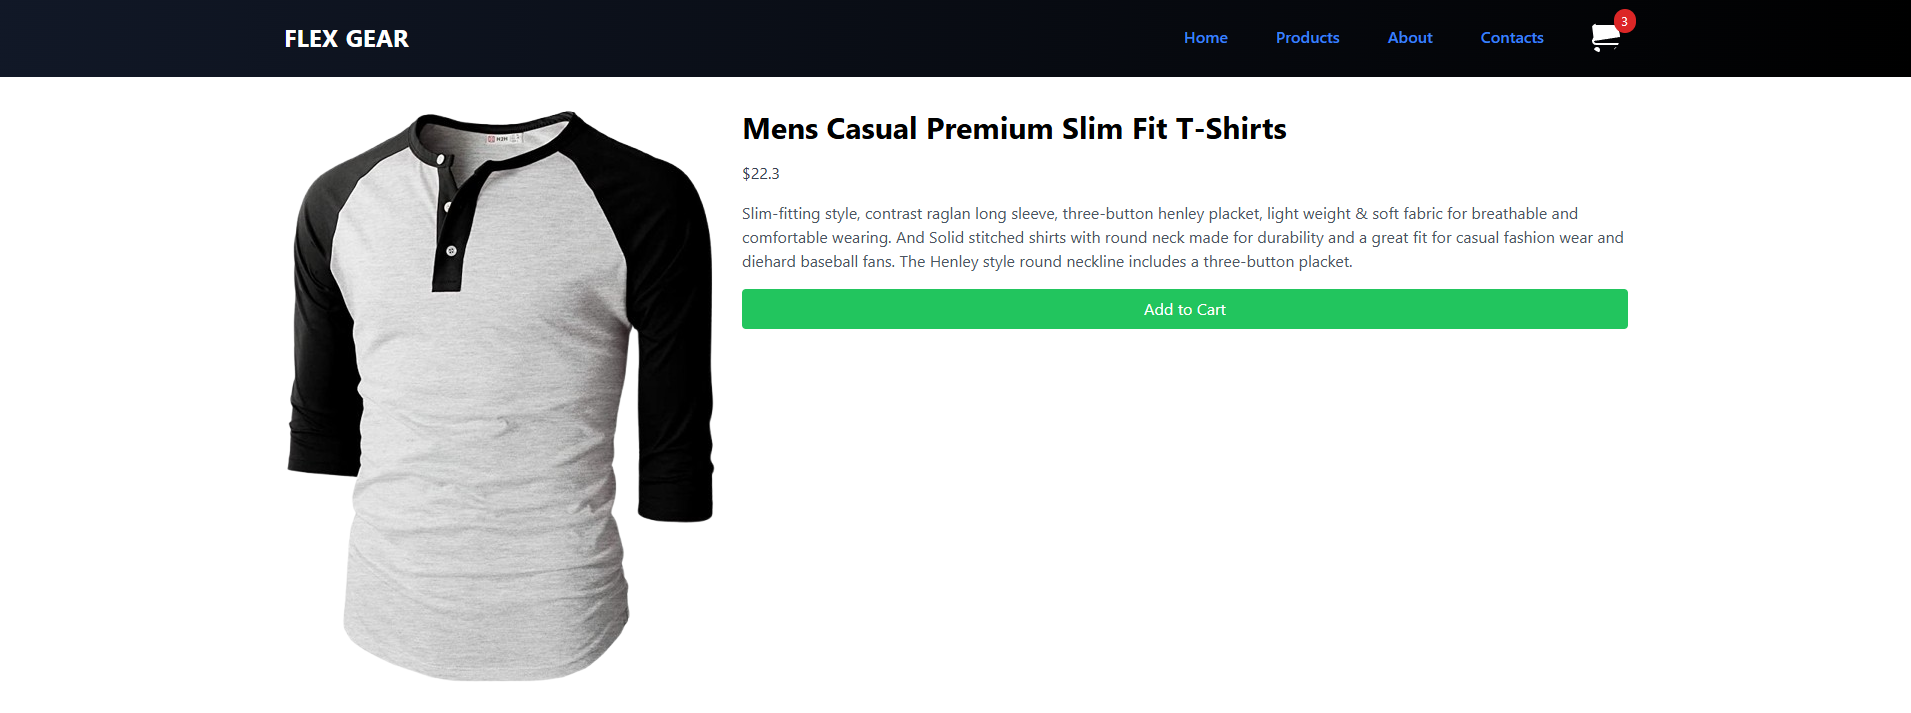 FLEX GEAR
Home Products About Contacts 3
H2H
Mens Casual Premium Slim Fit T-Shirts
$22.3
Slim-fitting style, contrast raglan long sleeve, three-button henley placket, light weight & soft fabric for breathable and
comfortable wearing. And Solid stitched shirts with round neck made for durability and a great fit for casual fashion wear and
diehard baseball fans. The Henley style round neckline includes a three-button placket.
Add to Cart